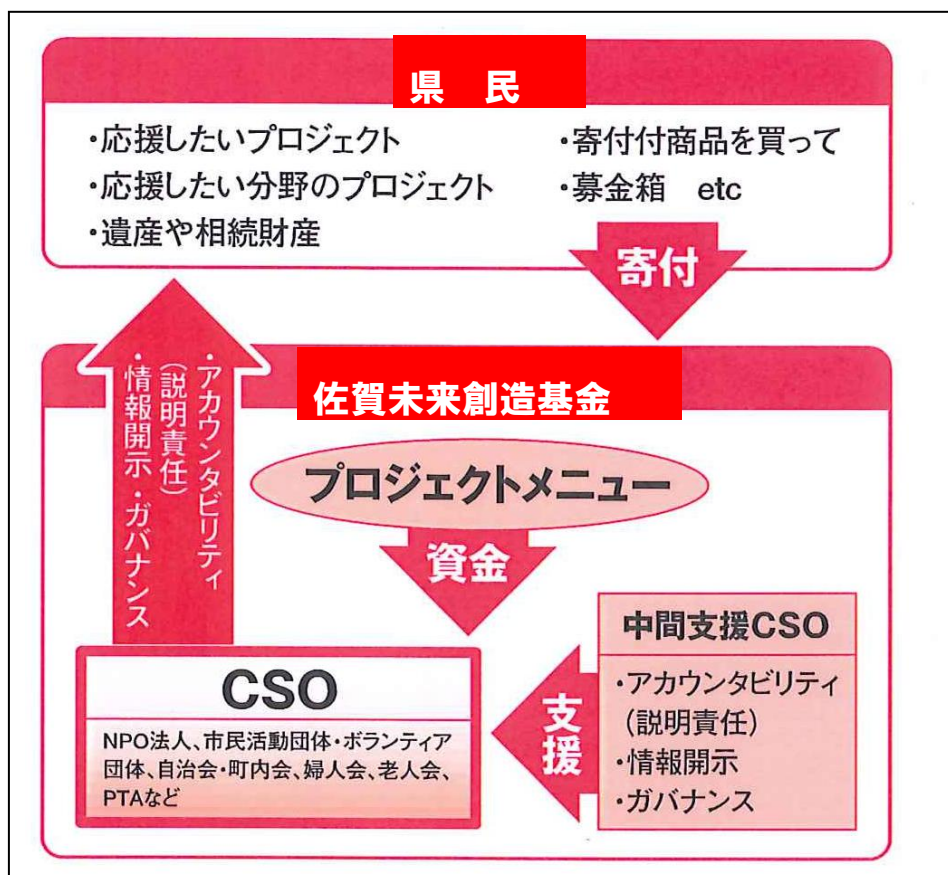 県 民
・応援したいプロジェクト
・応援したい分野のプロジェクト
・遺産や相続財産
・寄付付商品を買って
・募金箱 etc
寄付
佐賀未来創造基金
プロジェクトメニュー
資金
・アカウンタビリティ
(説明責任)
・情報開示・ガバナンス
CSO
NPO法人、市民活動団体・ボランティア
団体、自治会・町内会、婦人会、老人会、
PTAなど
支援
中間支援CSO
・アカウンタビリティ
(説明責任)
・情報開示
・ガバナンス